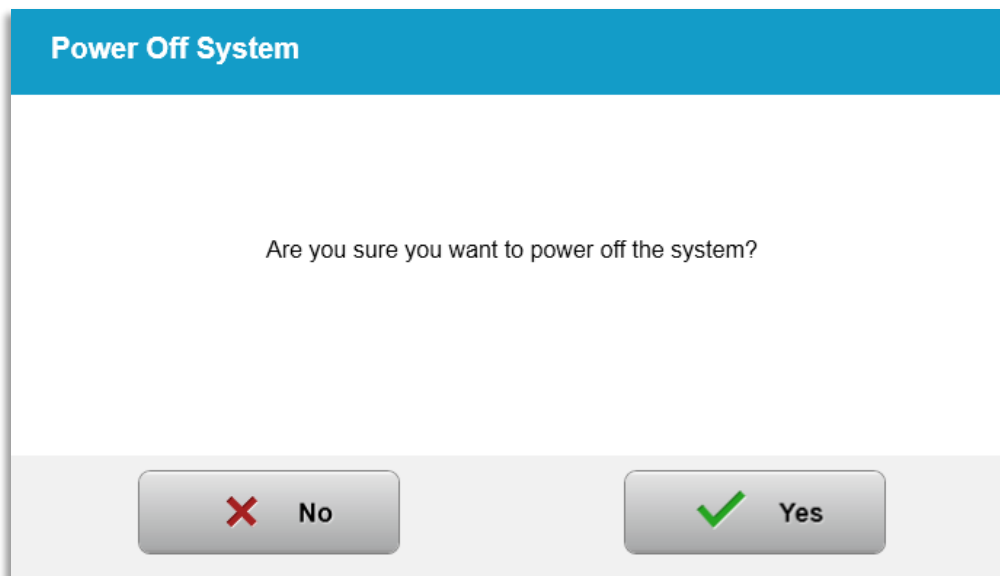 Power Off System
Are you sure you want to power off the system?
No
Yes